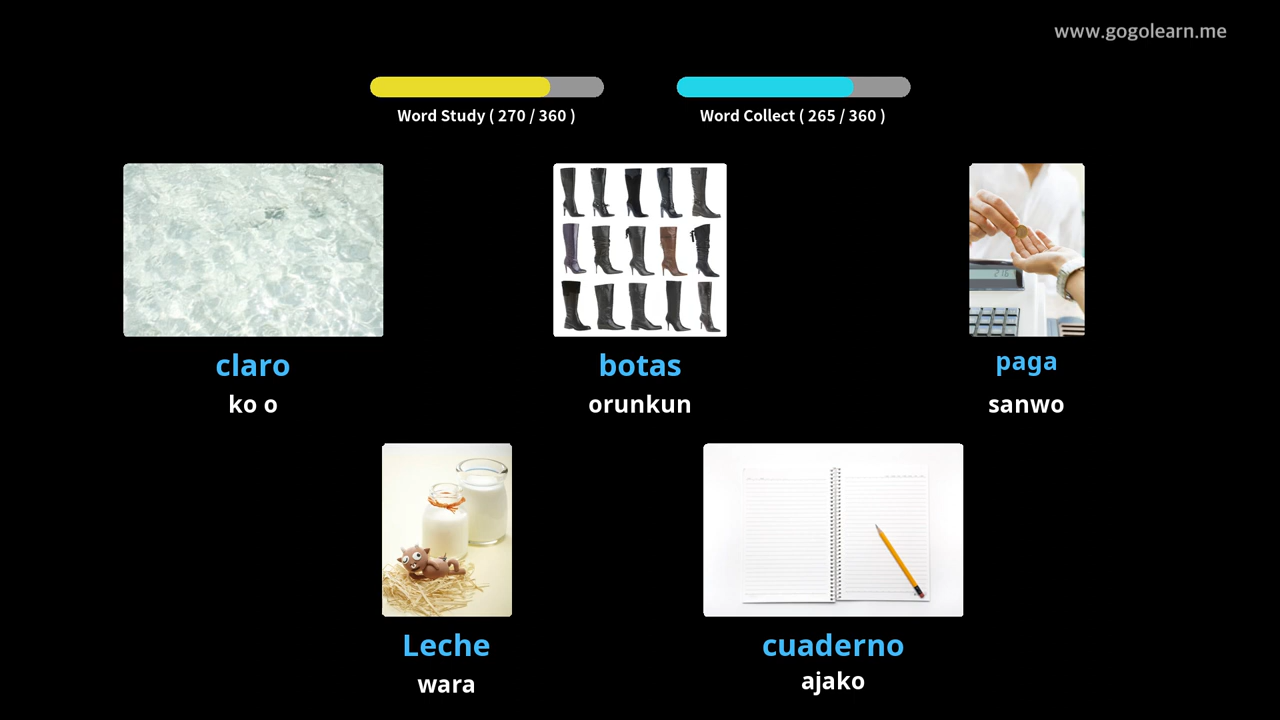 www.gogolearn.me
Word Study ( 270 / 360 )
Word Collect ( 265 / 360 )
claro
ko o
botas
orunkun
paga
sanwo
Leche
wara
cuaderno
ajako